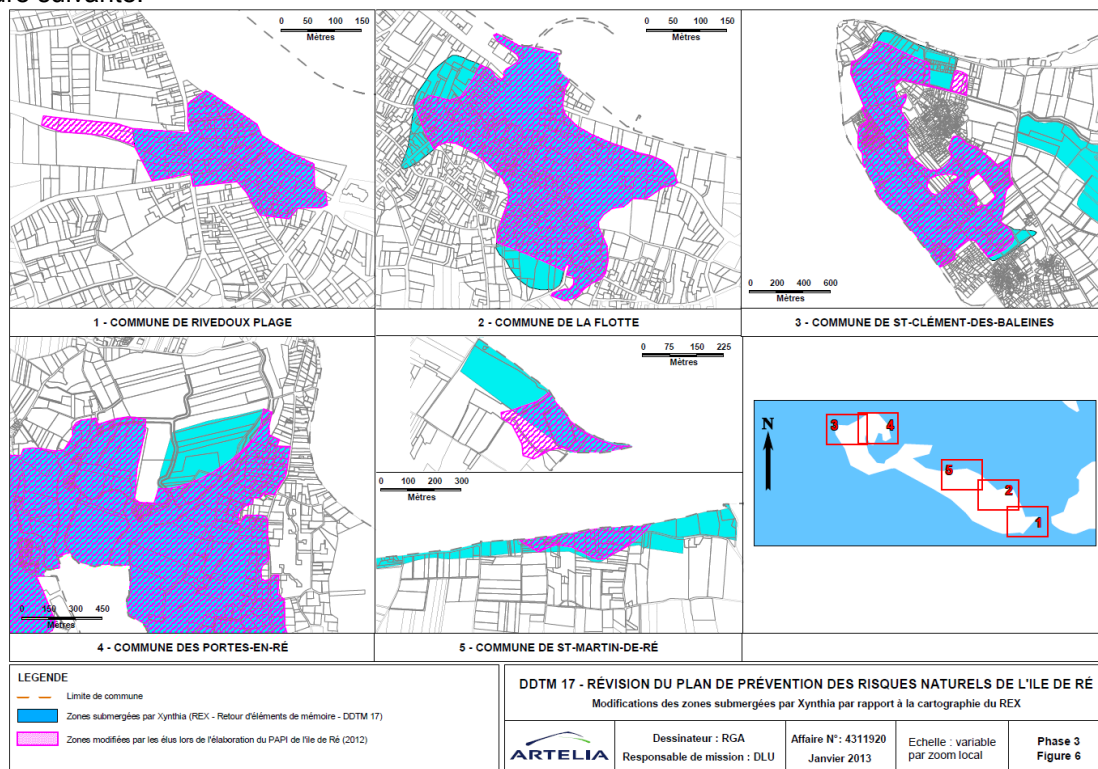 ure suivante.
0 50 100 150
Mètres
0 50 100 150
Mètres
0 200 400 600
Mètres
1 - COMMUNE DE RIVEDOUX PLAGE
2 - COMMUNE DE LA FLOTTE
3 - COMMUNE DE ST-CLÉMENT-DES-BALEINES
0 75 150 225
Mètres
0 100 200 300
Mètres
0 150 300 450
Mètres
N
3
4
5
2
1
4 - COMMUNE DES PORTES-EN-RÉ
5 - COMMUNE DE ST-MARTIN-DE-RÉ
LEGENDE
Limite de commune
Zones submergées par Xynthia (REX - Retour d'éléments de mémoire - DDTM 17)
Zones modifiées par les élus lors de l'élaboration du PAPI de l'île de Ré (2012)
DDTM 17 - RÉVISION DU PLAN DE PRÉVENTION DES RISQUES NATURELS DE L'ILE DE RÉ
Modifications des zones submergées par Xynthia par rapport à la cartographie du REX
ARTELIA
Dessinateur : RGA
Responsable de mission : DLU
Affaire N°: 4311920
Janvier 2013
Echelle : variable
par zoom local
Phase 3
Figure 6